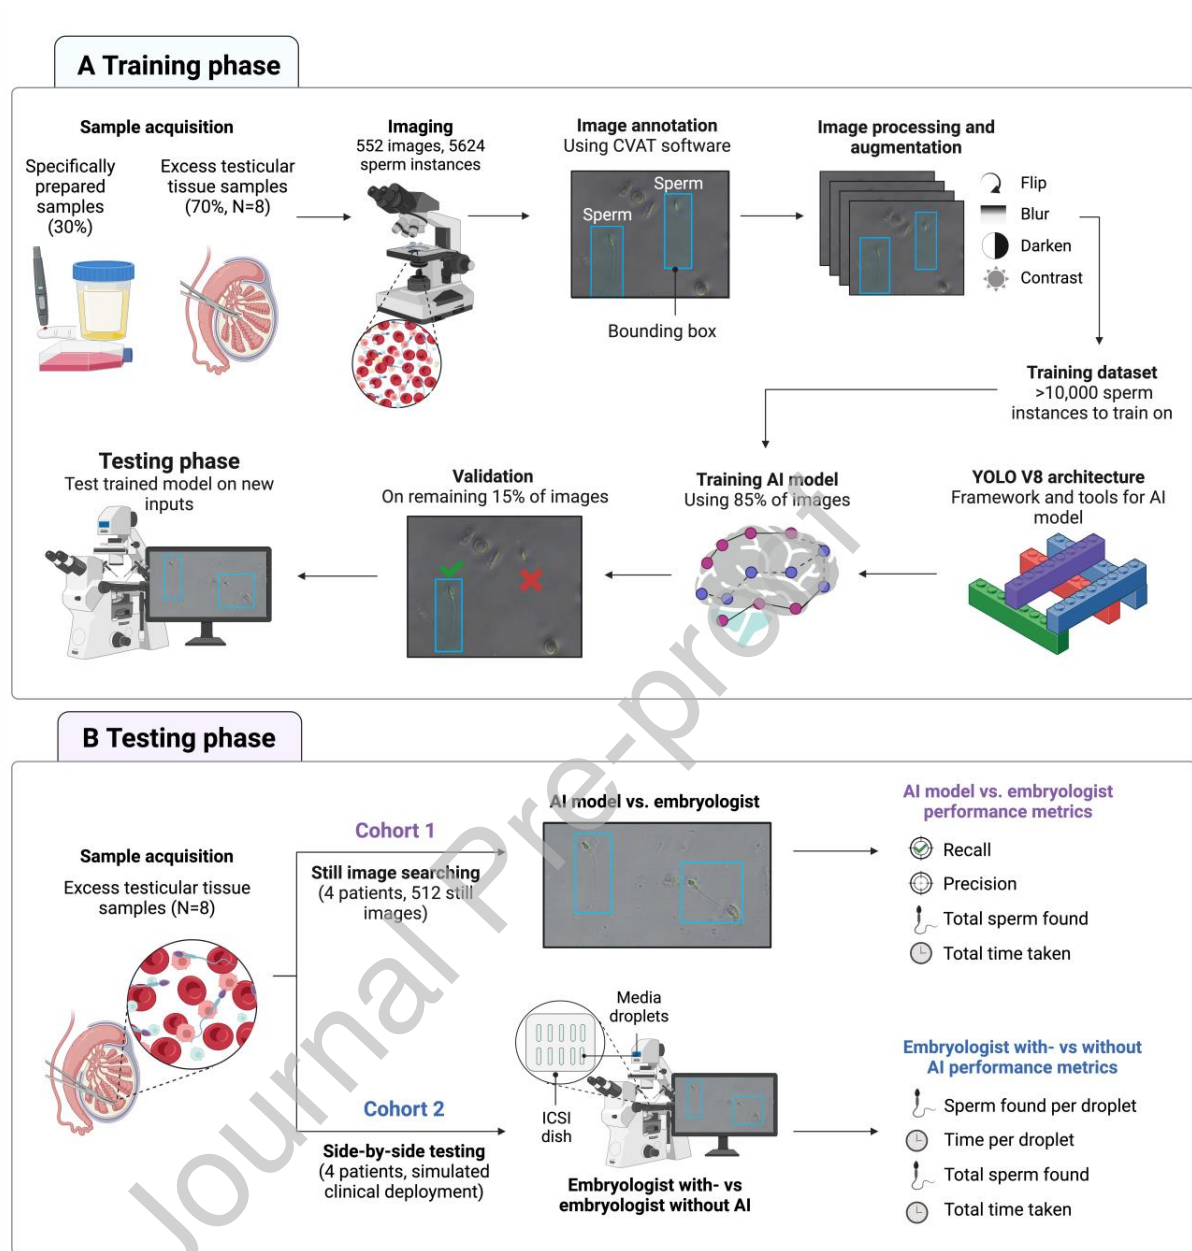 A Training phase
Sample acquisition
Specifically
prepared
samples
(30%)
Excess testicular
tissue samples
(70%, N=8)
Imaging
552 images, 5624
sperm instances
Image annotation
Using CVAT software
Sperm
Sperm
Bounding box
Image processing and
augmentation
Flip
Blur
Darken
Contrast
Training dataset
>10,000 sperm
instances to train on
YOLO V8 architecture
Framework and tools for AI
model
Training AI model
Using 85% of images
Validation
On remaining 15% of images
Testing phase
Test trained model on new
inputs
B Testing phase
Sample acquisition
Excess testicular tissue
samples (N=8)
Cohort 1
Still image searching
(4 patients, 512 still
images)
AI model vs. embryologist
AI model vs. embryologist
performance metrics
Recall
Precision
Total sperm found
Total time taken
Cohort 2
Side-by-side testing
(4 patients, simulated
clinical deployment)
Media
droplets
ICSI
dish
Embryologist with- vs
embryologist without AI
Embryologist with- vs without
AI performance metrics
Sperm found per droplet
Time per droplet
Total sperm found
Total time taken
Journal Pre-proof